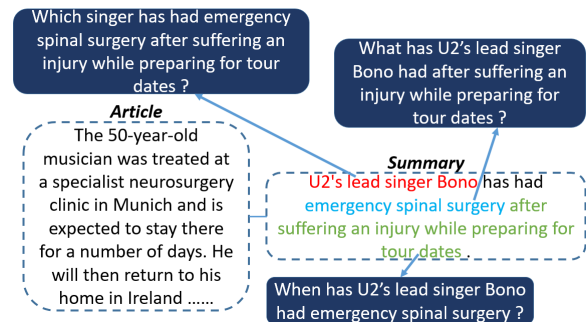 Which singer has had emergency
spinal surgery after suffering an
injury while preparing for tour
dates ?
What has U2's lead singer
Bono had after suffering an
injury while preparing for
tour dates ?
Article
The 50-year-old
musician was treated at
a specialist neurosurgery
clinic in Munich and is
expected to stay there
for a number of days. He
will then return to his
home in Ireland ......
Summary
U2's lead singer Bono has had
emergency spinal surgery after
suffering an injury while preparing for
tour dates .
When has U2's lead singer Bono
had emergency spinal surgery ?